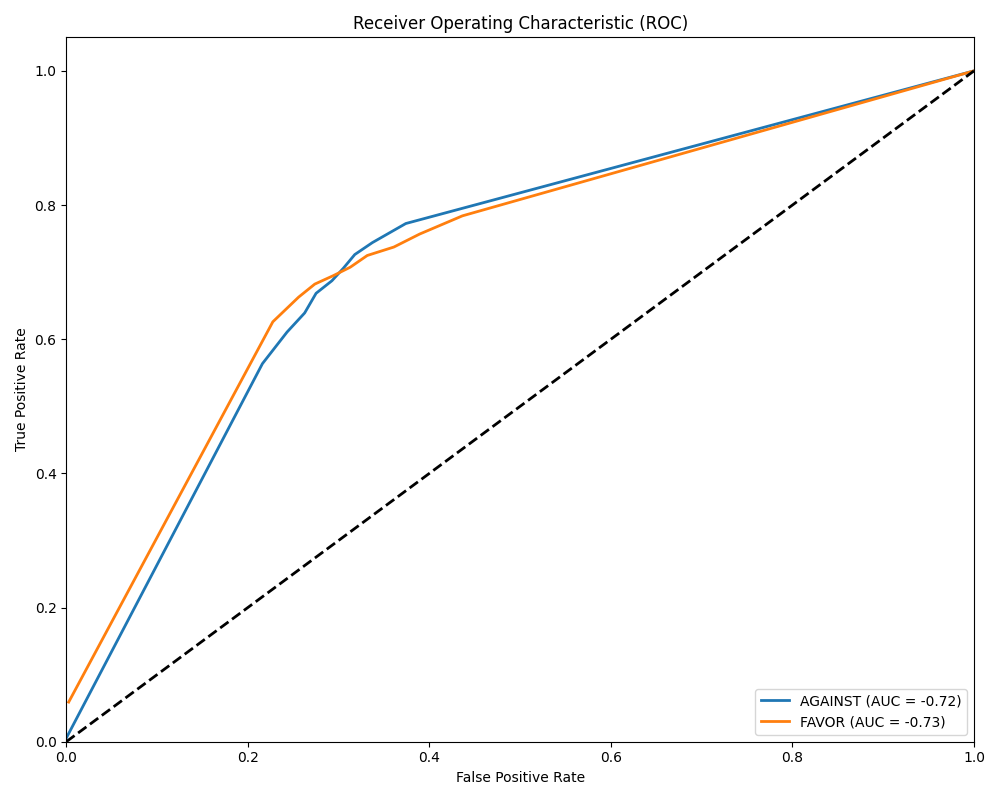 Receiver Operating Characteristic (ROC)
1.0
0.8
0.6
0.4
0.2
0.0
True Positive Rate
AGAINST (AUC = -0.72)
FAVOR (AUC = -0.73)
0.0 0.2 0.4 0.6 0.8 1.0
False Positive Rate